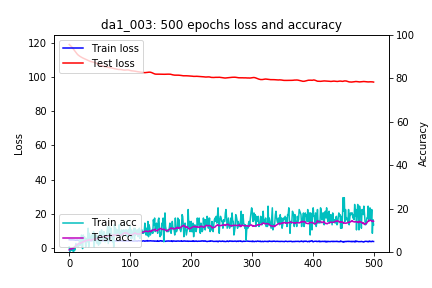 da1_003: 500 epochs loss and accuracy
Train loss
Test loss
Train acc
Test acc
Loss
Accuracy
120
100
80
60
40
20
0
100
80
60
40
20
0
0
100
200
300
400
500